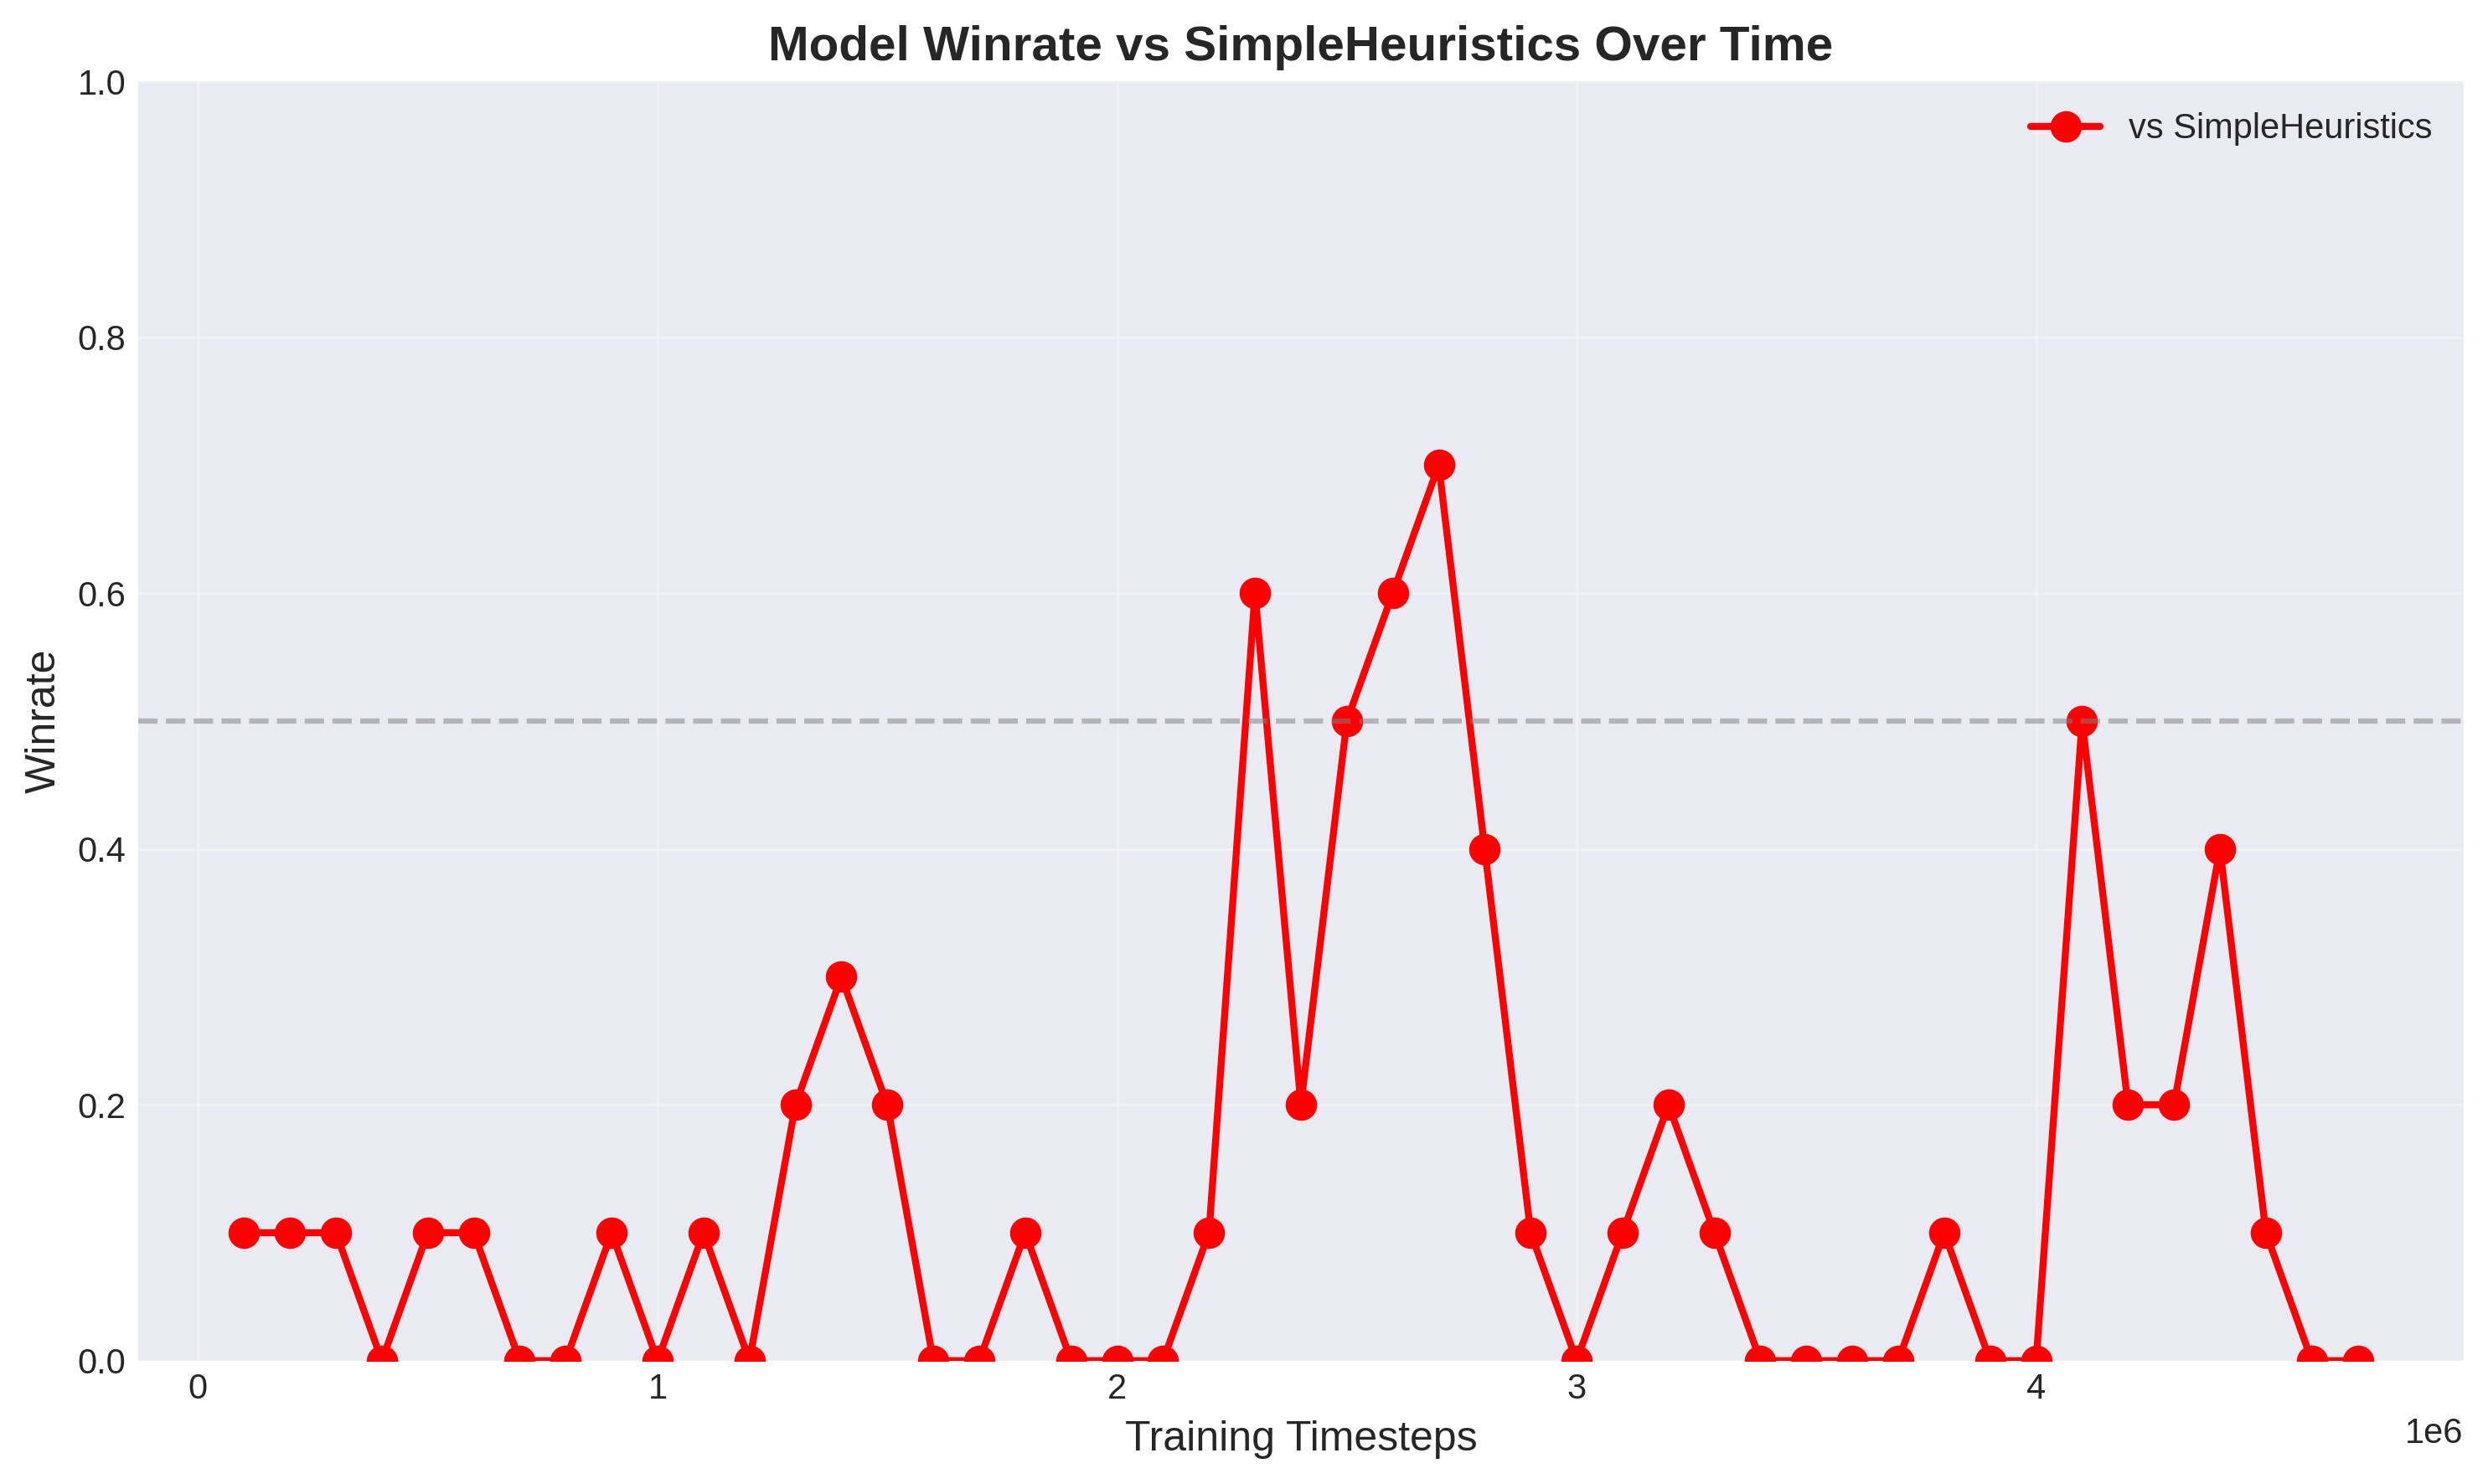 Model Winrate vs SimpleHeuristics Over Time
1.0
vs SimpleHeuristics
0.8
0.6
Winrate
0.4
0.2
0.0
0 1 2 3 4
Training Timesteps
1e6